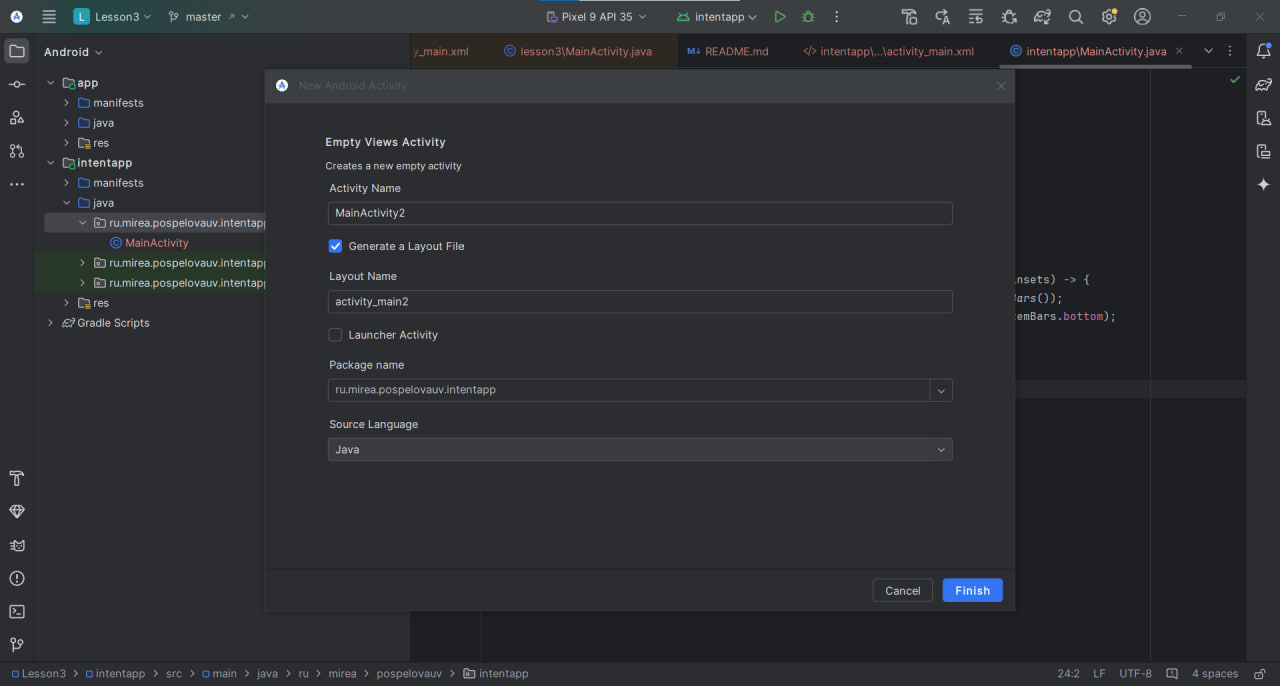 L Lesson3 master Pixel 9 API 35 intentapp
Android
y_main.xml lesson3\MainActivity.java README.md intentapp\...\activity_main.xml intentapp\MainActivity.java
app
manifests
java
res
intentapp
manifests
java
ru.mirea.pospelovauv.intentapp
MainActivity
ru.mirea.pospelovauv.intentapp
ru.mirea.pospelovauv.intentapp
res
Gradle Scripts
New Android Activity
Empty Views Activity
Creates a new empty activity
Activity Name
MainActivity2
Generate a Layout File
Layout Name
activity_main2
Launcher Activity
Package name
ru.mirea.pospelovauv.intentapp
Source Language
Java
Cancel Finish
nsets) -> {
Bars());
temBars.bottom);
Lesson3 > intentapp > src > main > java > ru > mirea > pospelovauv > intentapp 24:2 LF UTF-8 4 spaces